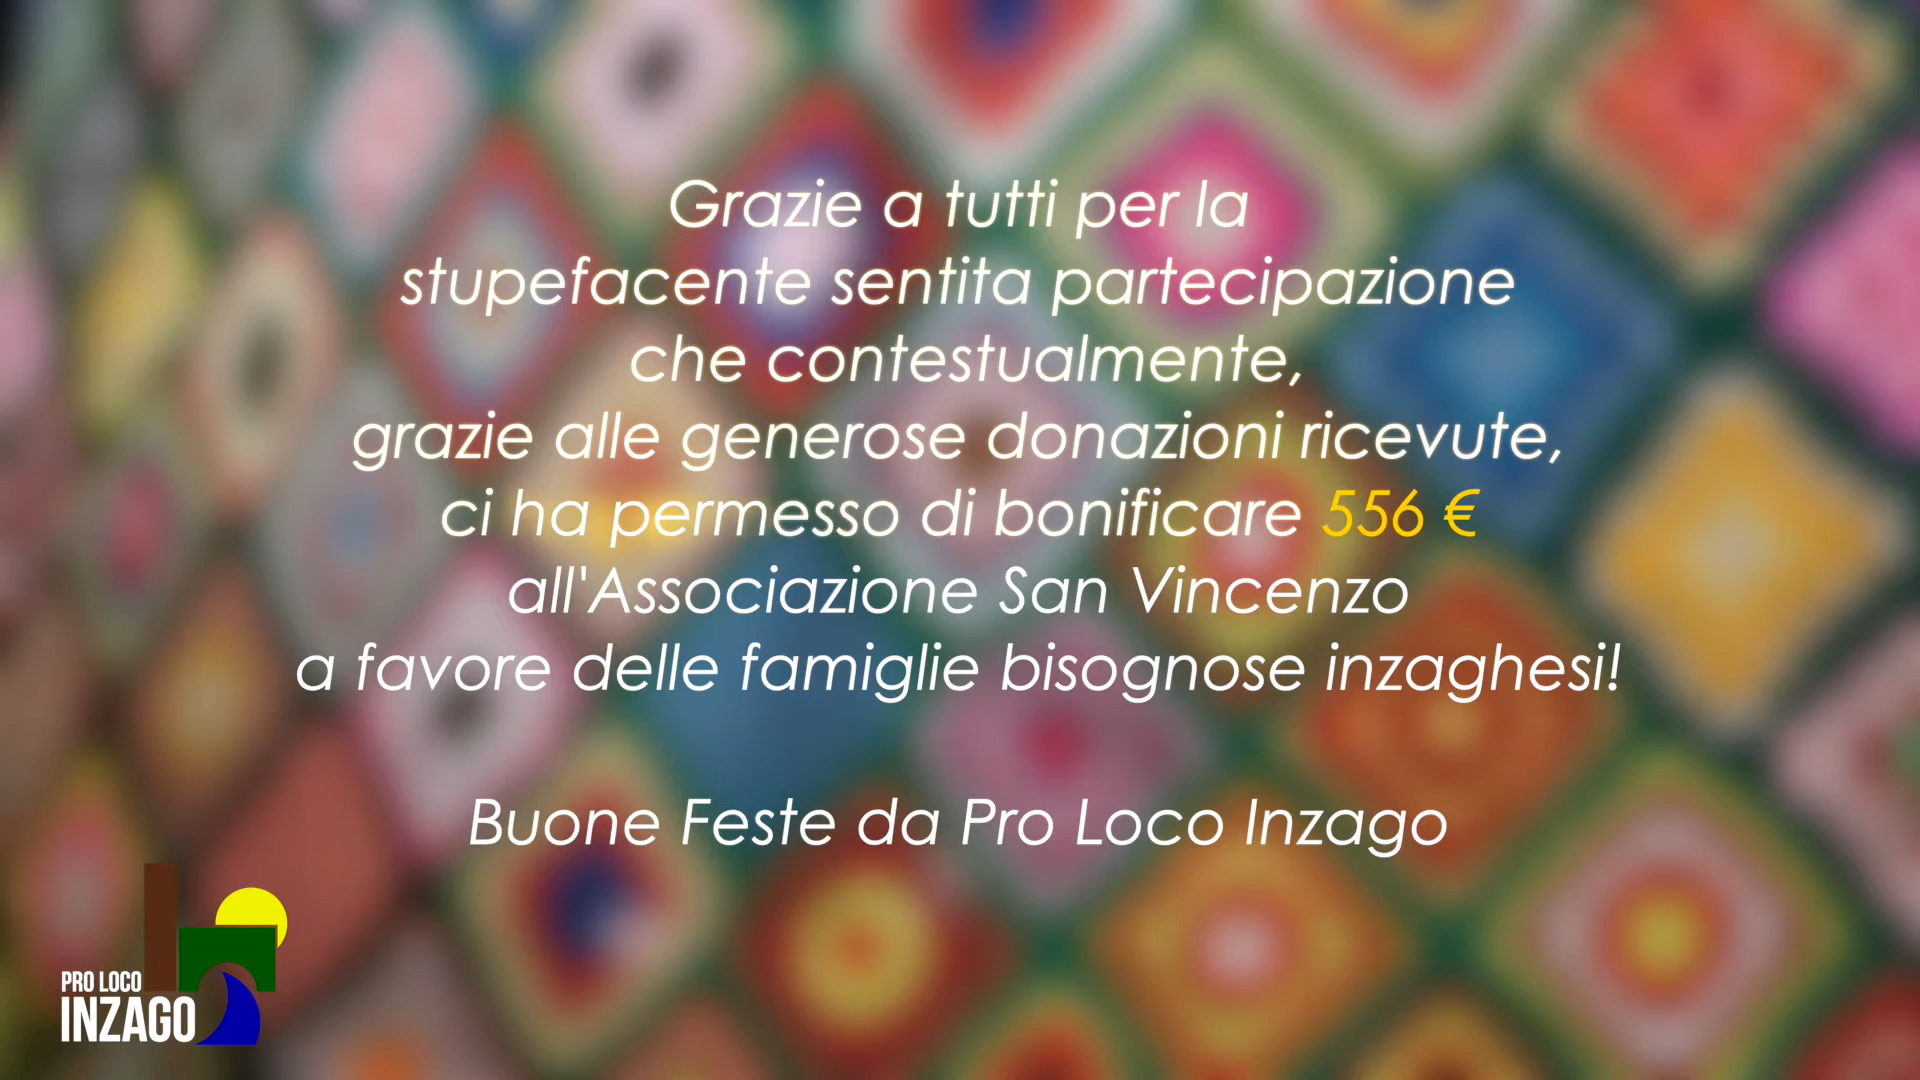 Grazie a tutti per la
stupefacente sentita partecipazione
che contestualmente,
grazie alle generose donazioni ricevute,
ci ha permesso di bonificare 556 €
all'Associazione San Vincenzo
a favore delle famiglie bisognose inzaghesi!
Buone Feste da Pro Loco Inzago
PRO LOCO
INZAGO